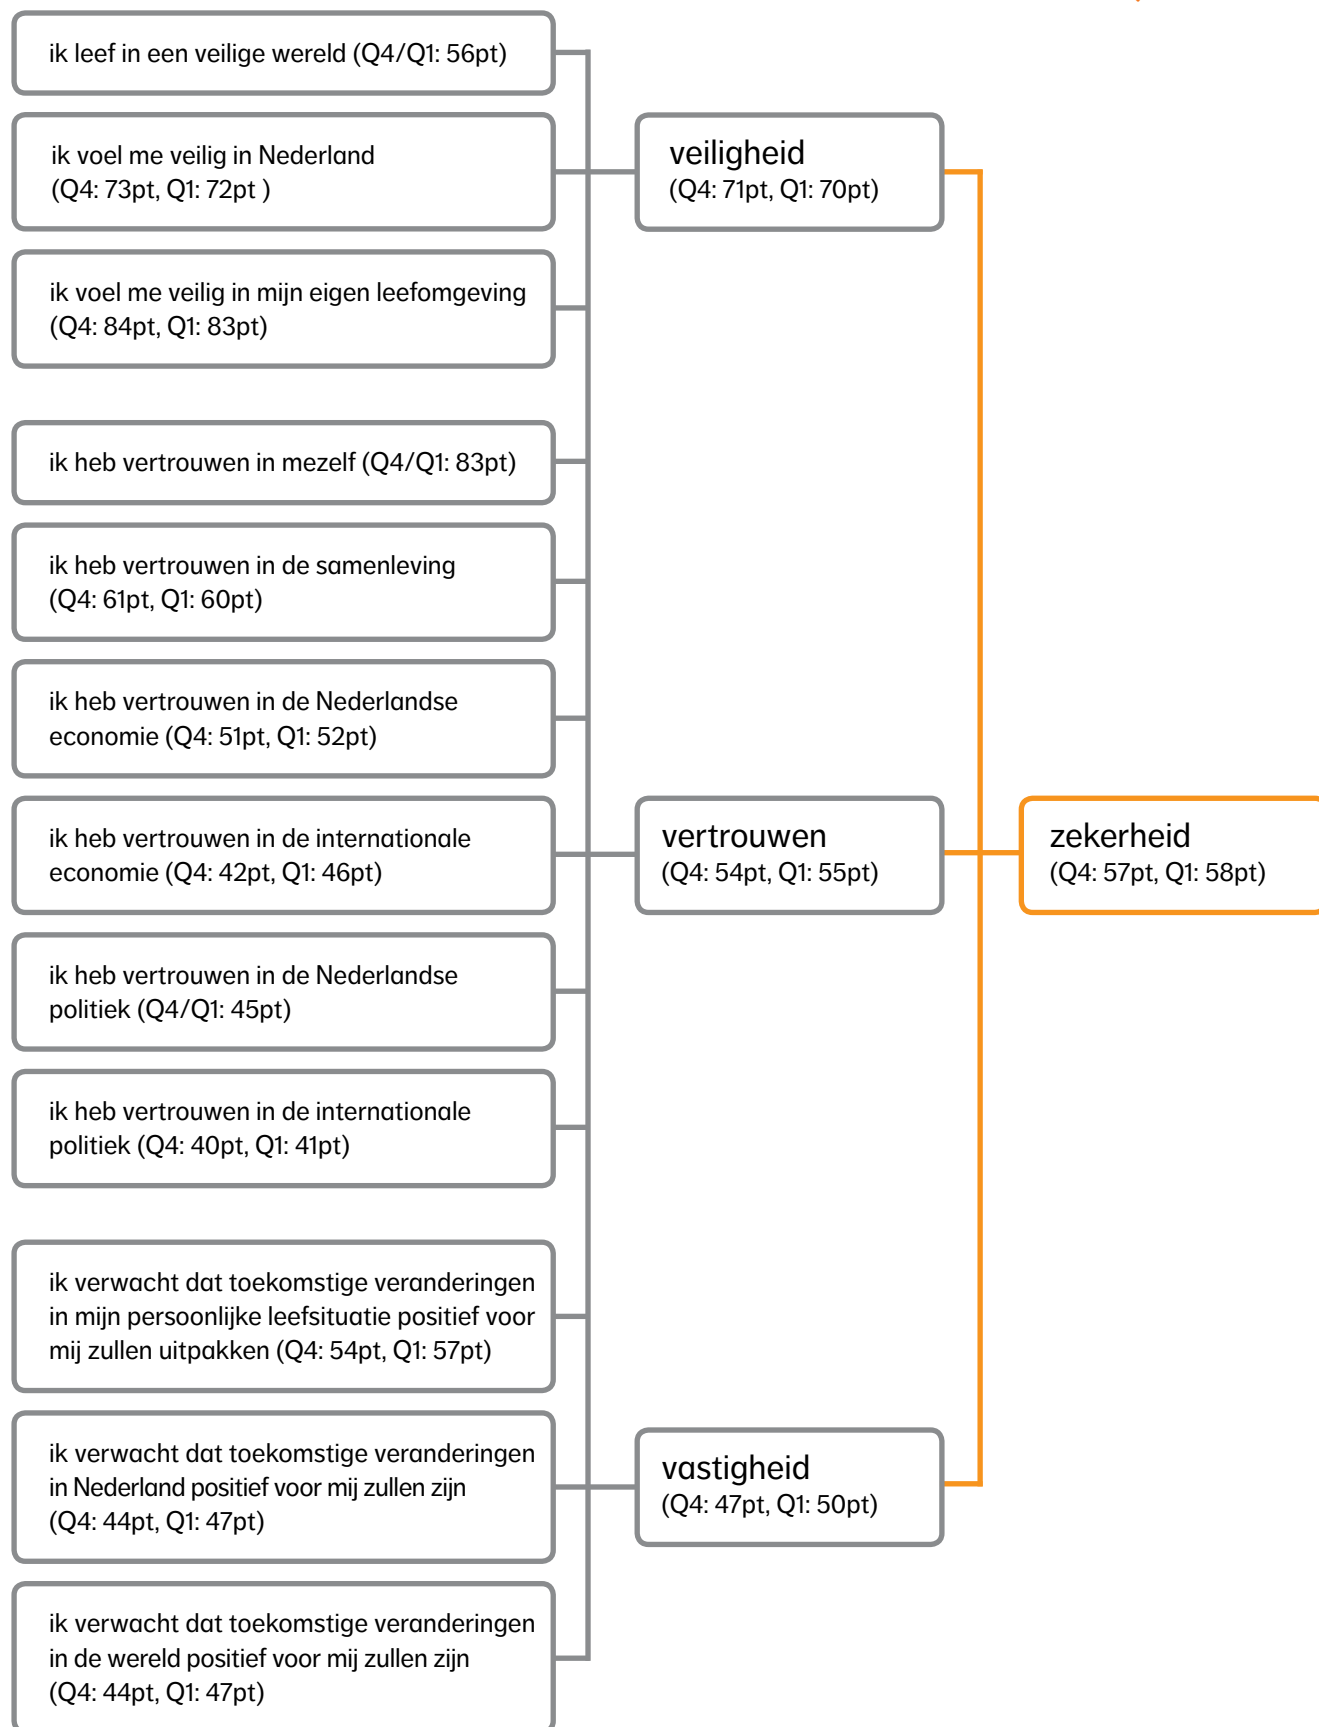 ik leef in een veilige wereld (Q4/Q1: 56pt)
ik voel me veilig in Nederland
(Q4: 73pt, Q1: 72pt )
veiligheid
(Q4: 71pt, Q1: 70pt)
ik voel me veilig in mijn eigen leefomgeving
(Q4: 84pt, Q1: 83pt)
ik heb vertrouwen in mezelf (Q4/Q1: 83pt)
ik heb vertrouwen in de samenleving
(Q4: 61pt, Q1: 60pt)
ik heb vertrouwen in de Nederlandse
economie (Q4: 51pt, Q1: 52pt)
ik heb vertrouwen in de internationale
economie (Q4: 42pt, Q1: 46pt)
vertrouwen
(Q4: 54pt, Q1: 55pt)
zekerheid
(Q4: 57pt, Q1: 58pt)
ik heb vertrouwen in de Nederlandse
politiek (Q4/Q1: 45pt)
ik heb vertrouwen in de internationale
politiek (Q4: 40pt, Q1: 41pt)
ik verwacht dat toekomstige veranderingen
in mijn persoonlijke leefsituatie positief voor
mij zullen uitpakken (Q4: 54pt, Q1: 57pt)
ik verwacht dat toekomstige veranderingen
in Nederland positief voor mij zullen zijn
(Q4: 44pt, Q1: 47pt)
vastigheid
(Q4: 47pt, Q1: 50pt)
ik verwacht dat toekomstige veranderingen
in de wereld positief voor mij zullen zijn
(Q4: 44pt, Q1: 47pt)